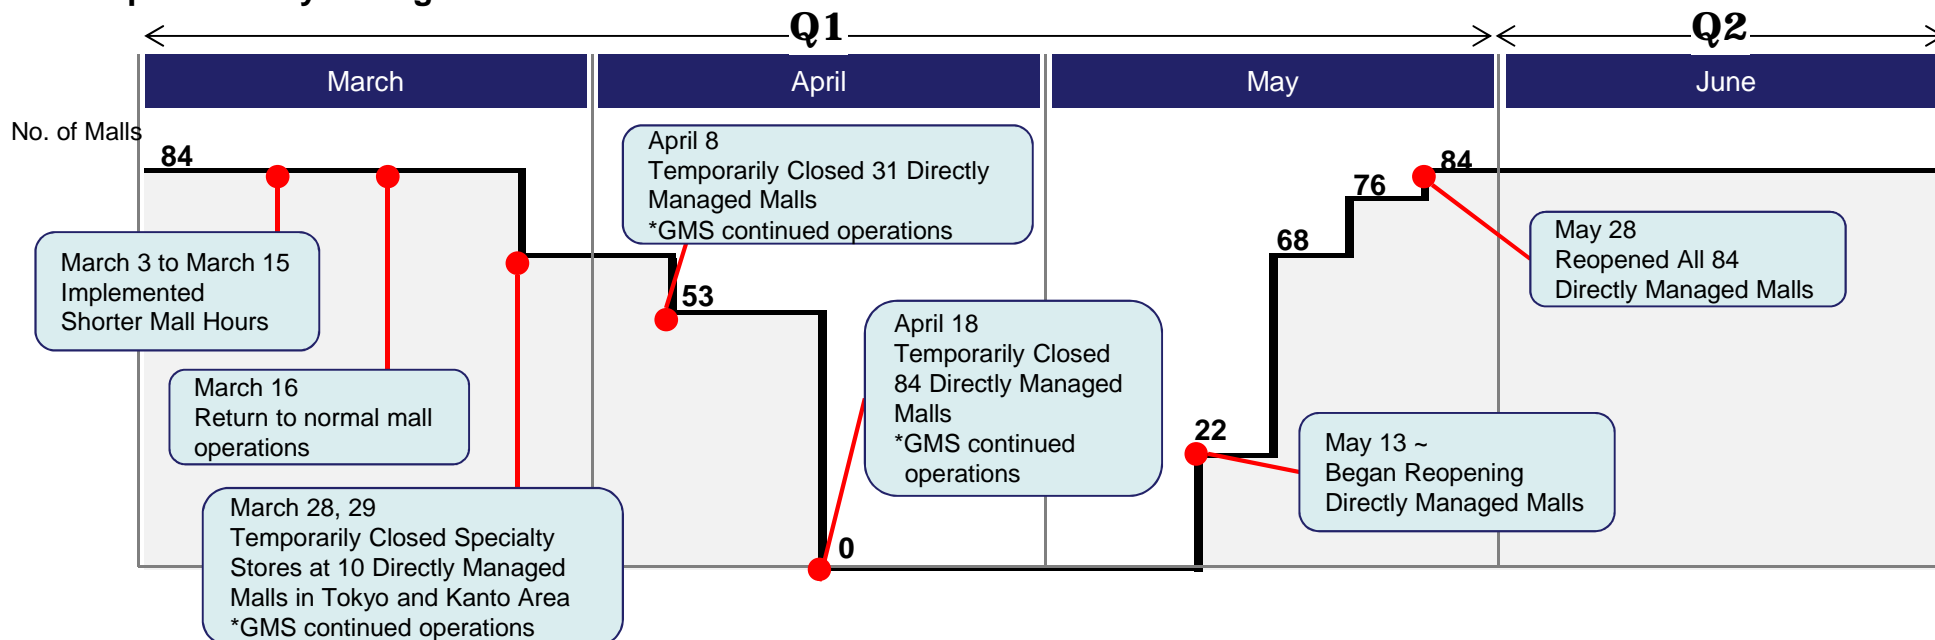 Q1
Q2
March
April
May
June
No. of Malls
84
March 3 to March 15
Implemented
Shorter Mall Hours
March 16
Return to normal mall
operations
March 28, 29
Temporarily Closed Specialty
Stores at 10 Directly Managed
Malls in Tokyo and Kanto Area
*GMS continued operations
April 8
Temporarily Closed 31 Directly
Managed Malls
*GMS continued operations
53
April 18
Temporarily Closed
84 Directly Managed
Malls
*GMS continued
operations
0
22
May 13 ~
Began Reopening
Directly Managed Malls
68
76
84
May 28
Reopened All 84
Directly Managed Malls